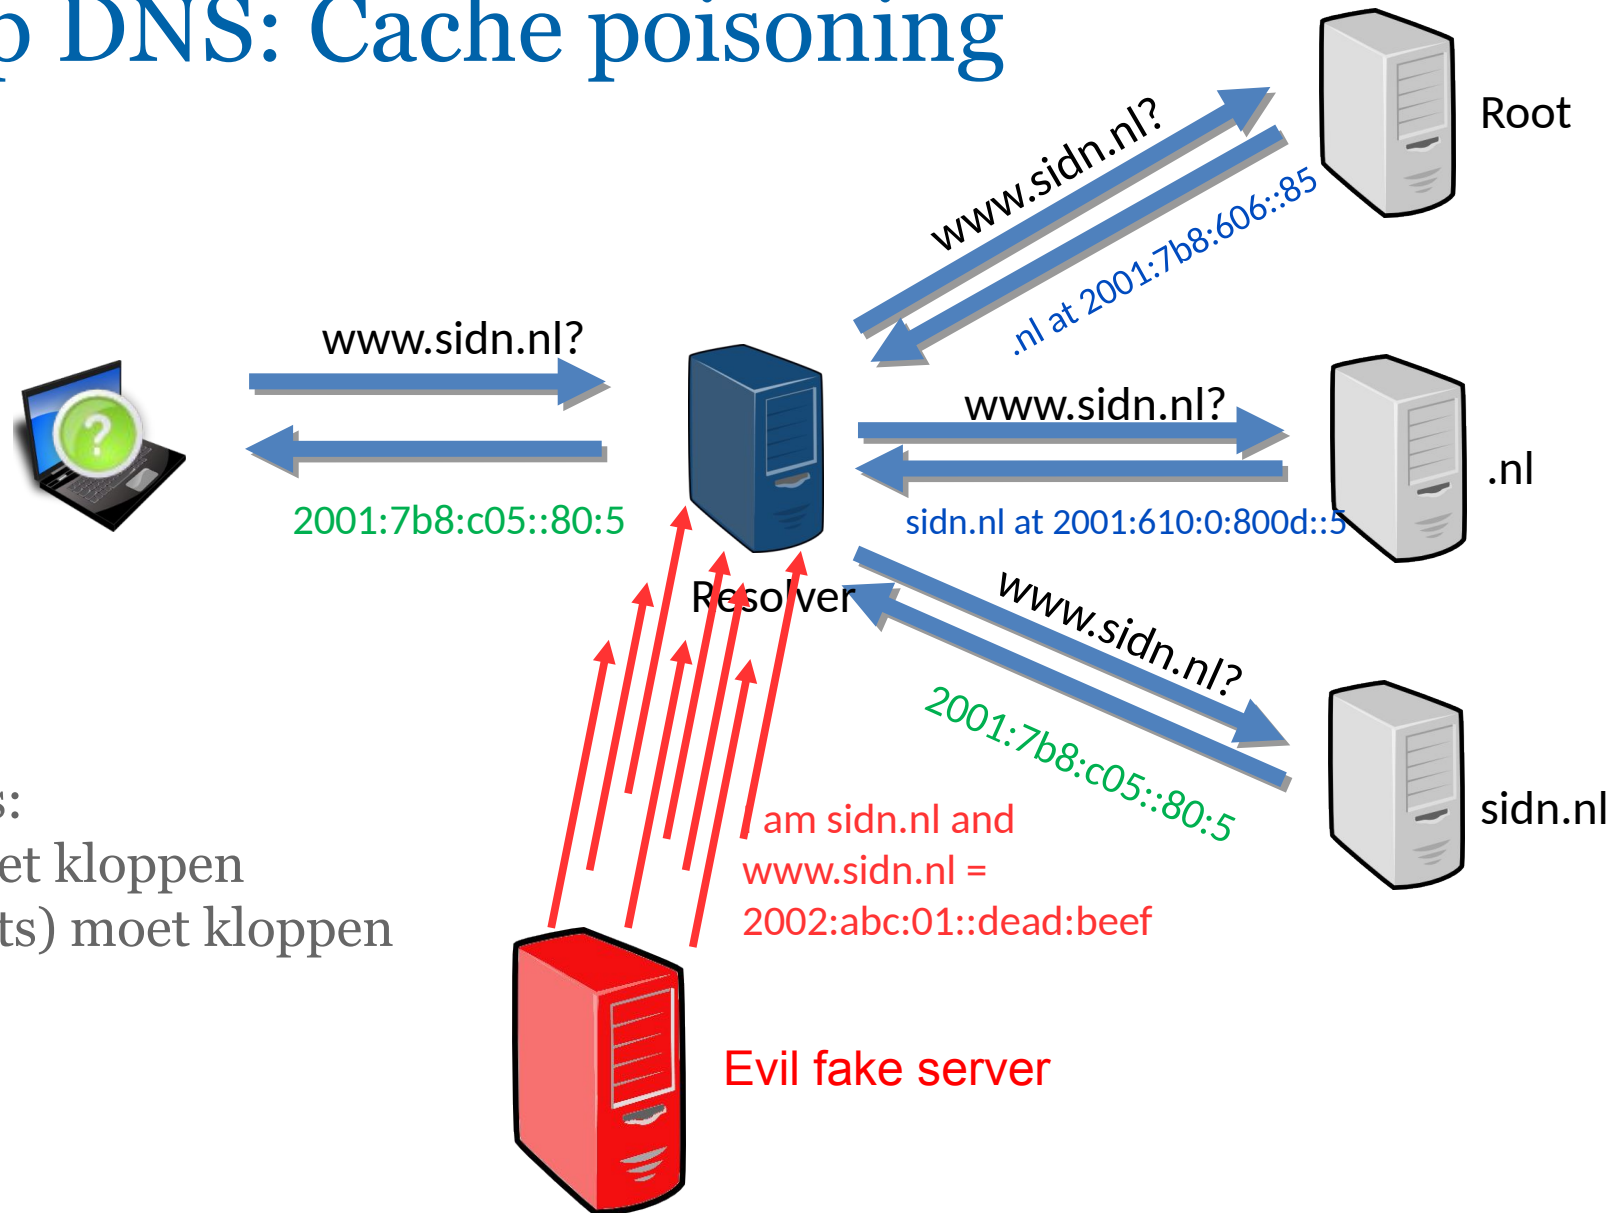 p DNS: Cache poisoning
Root
www.sidn.nl?
.nl at 2001:7b8:606::85
www.sidn.nl?
2001:7b8:c05::80:5
www.sidn.nl?
.nl
sidn.nl at 2001:610:0:800d::5
Resolver
www.sidn.nl?
2001:7b8:c05::80:5
sidn.nl
s:
et kloppen
ts) moet kloppen
am sidn.nl and
www.sidn.nl =
2002:abc:01::dead:beef
Evil fake server